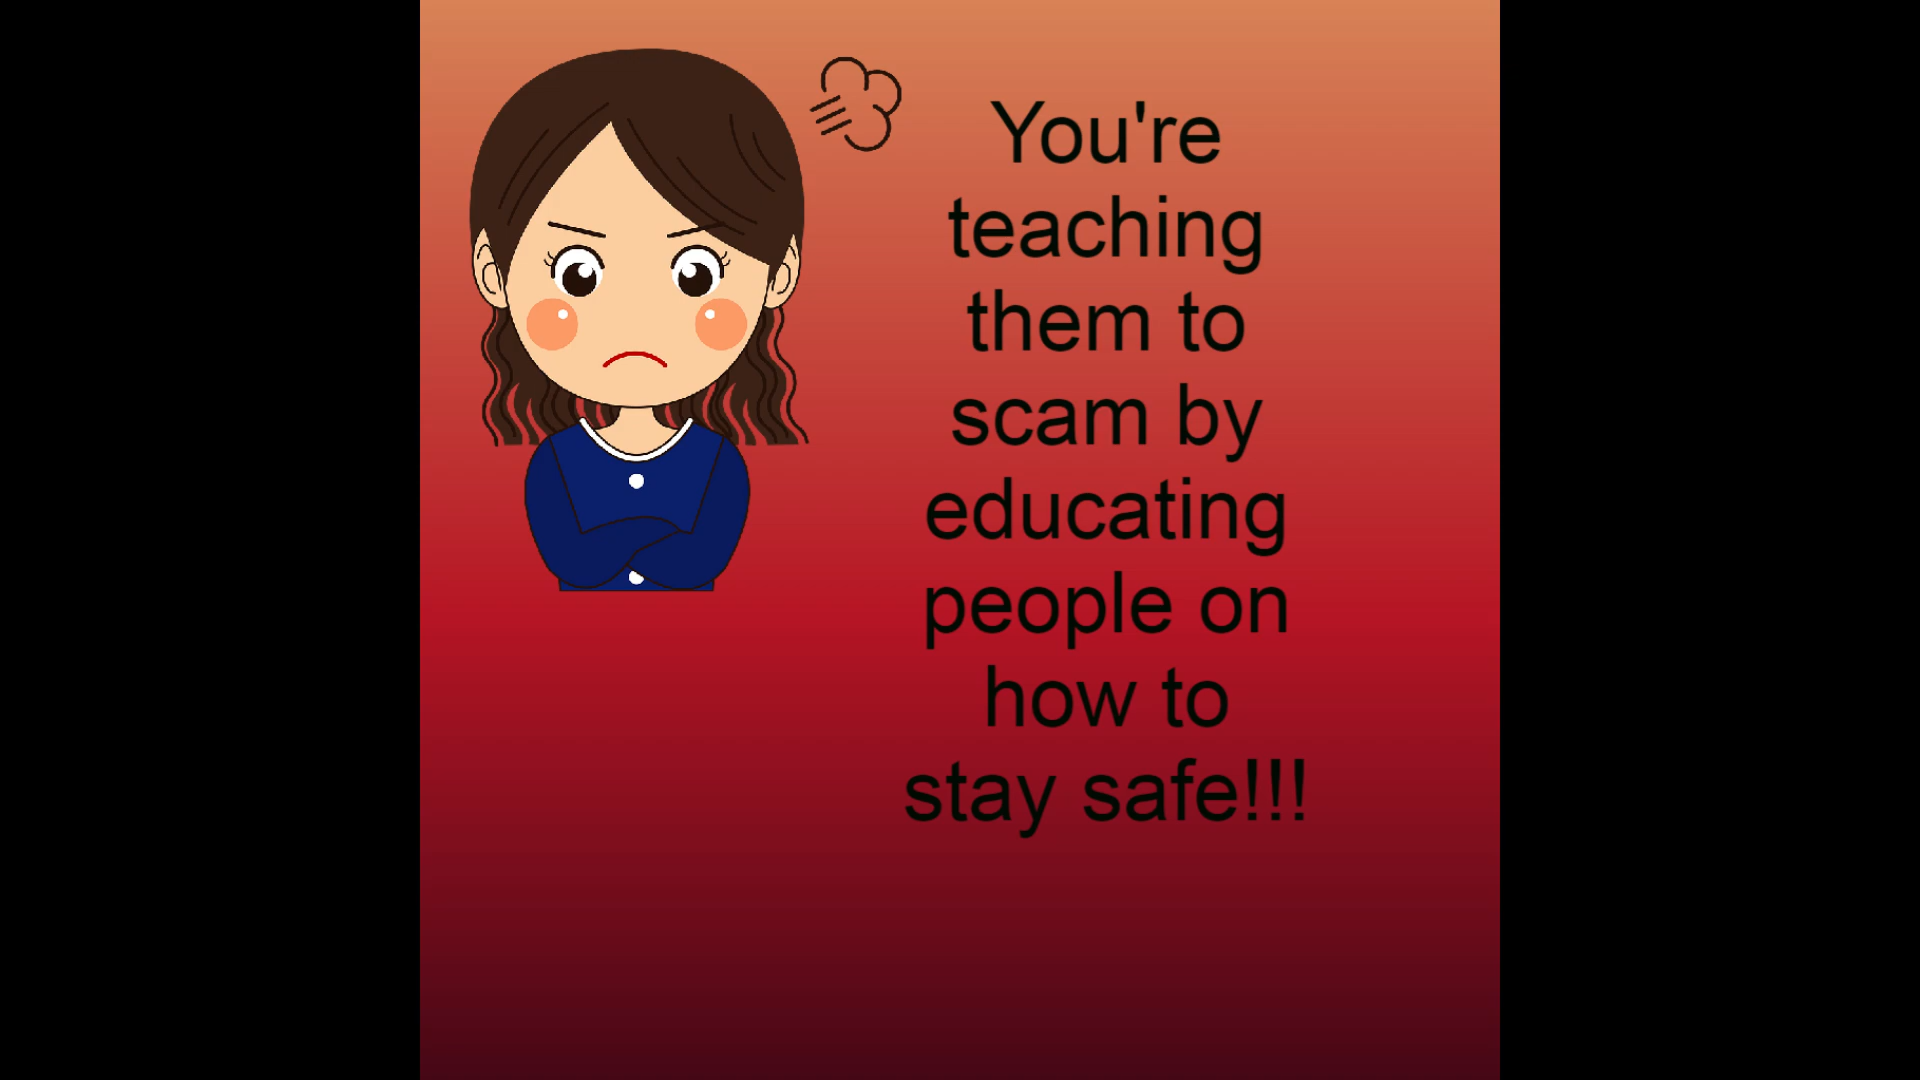 You're
teaching
them to
scam by
educating
people on
how to
stay safe!!!